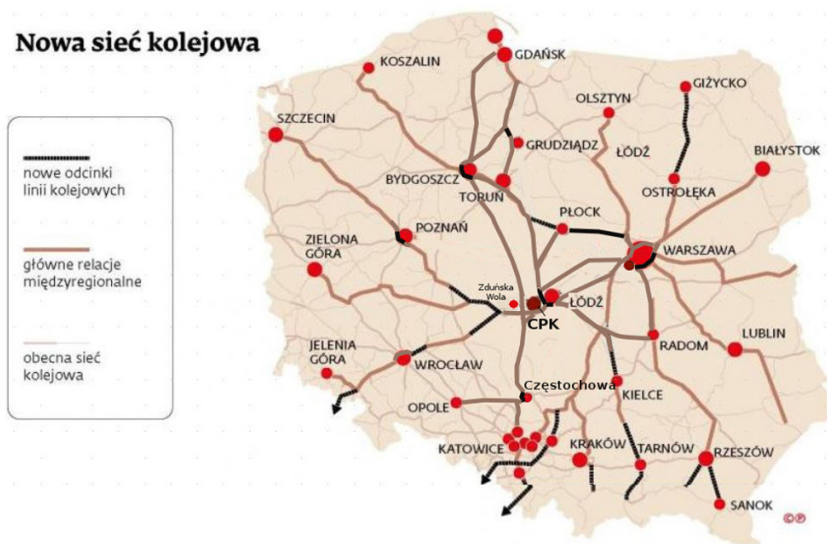 Nowa sieć kolejowa
nowe odcinki
linii kolejowych
główne relacje
międzyregionalne
obecna sieć
kolejowa
KOSZALIN
GDAŃSK
GIŻYCKO
OLSZTYN
SZCZECIN
GRUDZIĄDZ
ŁÓDŹ
BIAŁYSTOK
BYDGOSZCZ
TORUŃ
OSTROŁĘKA
PŁOCK
POZNAŃ
ZIELONA
GÓRA
WARSZAWA
Zduńska
Wola
ŁÓDŹ
CPK
LUBLIN
RADOM
JELENIA
GÓRA
WROCŁAW
Częstochowa
KIELCE
OPOLE
KATOWICE
KRAKÓW
TARNÓW
RZESZÓW
SANOK
©℗